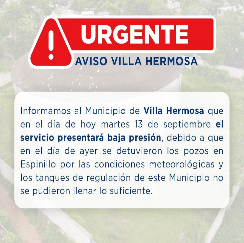 URGENTE
AVISO VILLA HERMOSA
Informamos al Municipio de Villa Hermosa que
en el día de hoy martes 13 de septiembre el
servicio presentará baja presión, debido a que
en el día de ayer se detuvieron los pozos en
Espinillo por las condiciones meteorológicas y
los tanques de regulación de este Municipio no
se pudieron llenar lo suficiente.